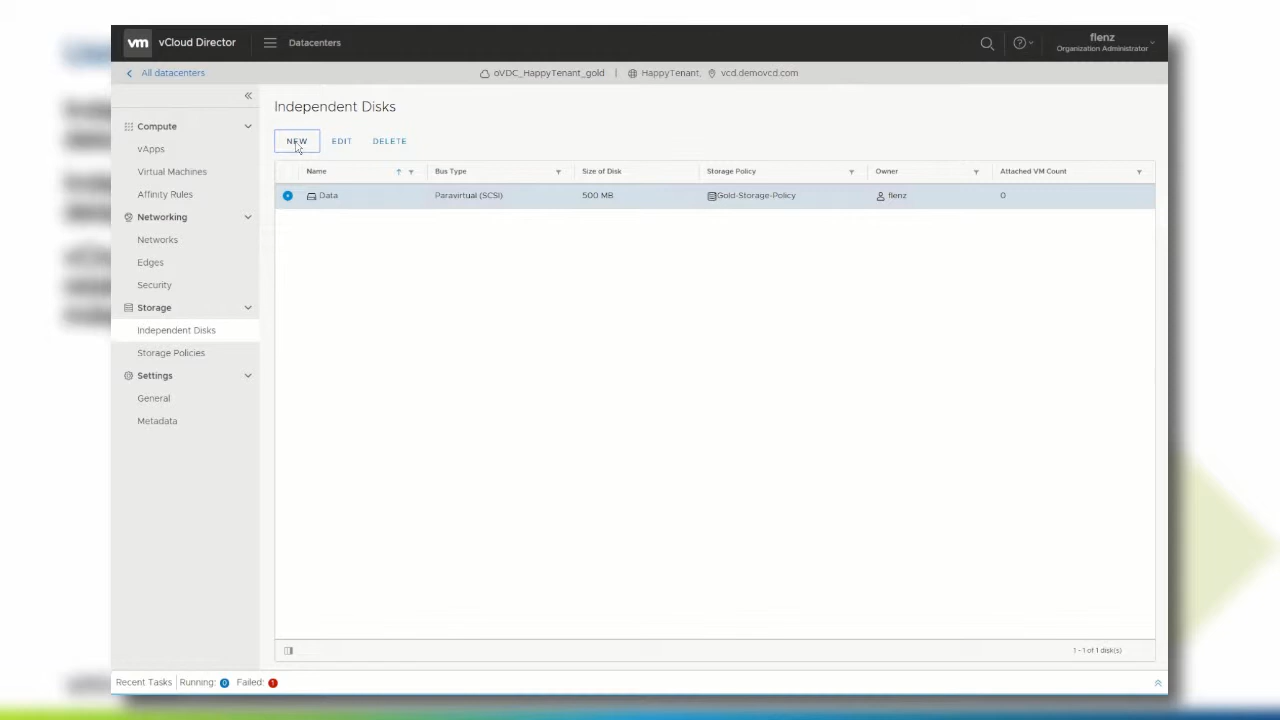 vm vCloud Director Datacenters flenz
Organization Administrator
All datacenters oVDC_HappyTenant_gold | HappyTenant, vcd.demovcd.com
Independent Disks
Compute
NEW EDIT DELETE
vApps
Virtual Machines
Name Bus Type Size of Disk Storage Policy Owner Attached VM Count
Affinity Rules
Data Paravirtual (SCSI) 500 MB Gold-Storage-Policy flenz 0
Networking
Networks
Edges
Security
Storage
Independent Disks
Storage Policies
Settings
General
Metadata
1 - 1 of 1 disk(s)
Recent Tasks Running: 0 Failed: 1